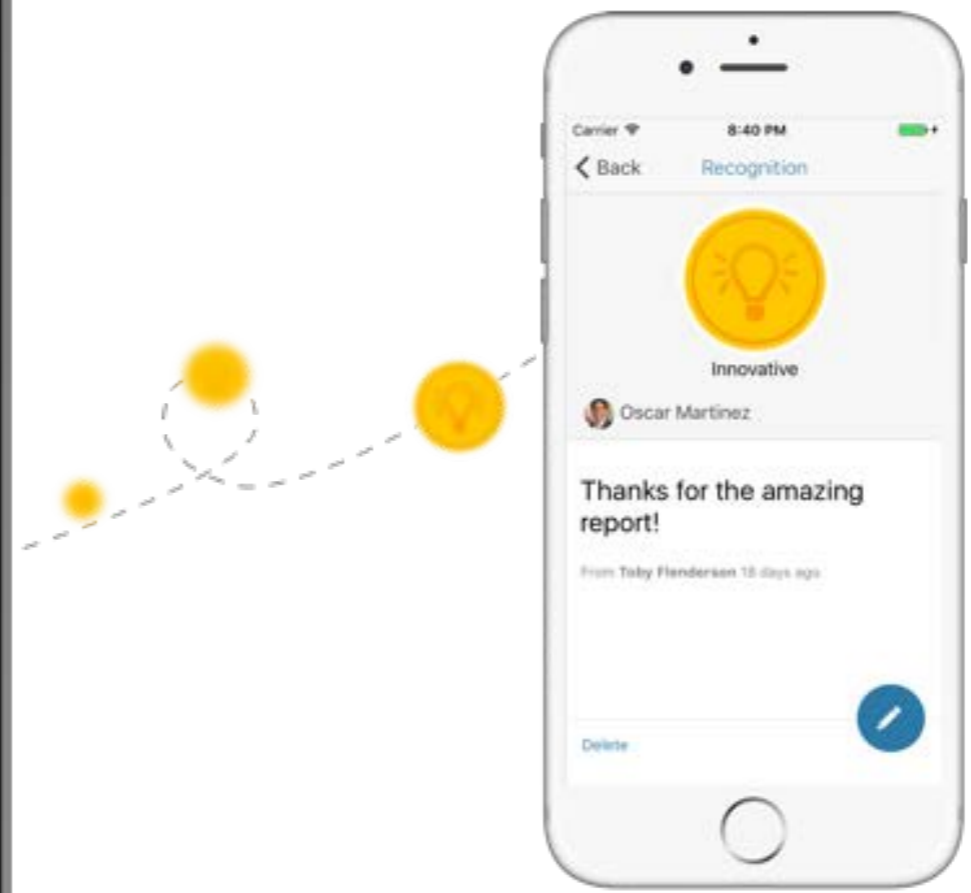 Carrier 8:40 PM
Back Recognition
Innovative
Oscar Martinez
Thanks for the amazing
report!
From Toby Flenderson 18 days ago
Delete